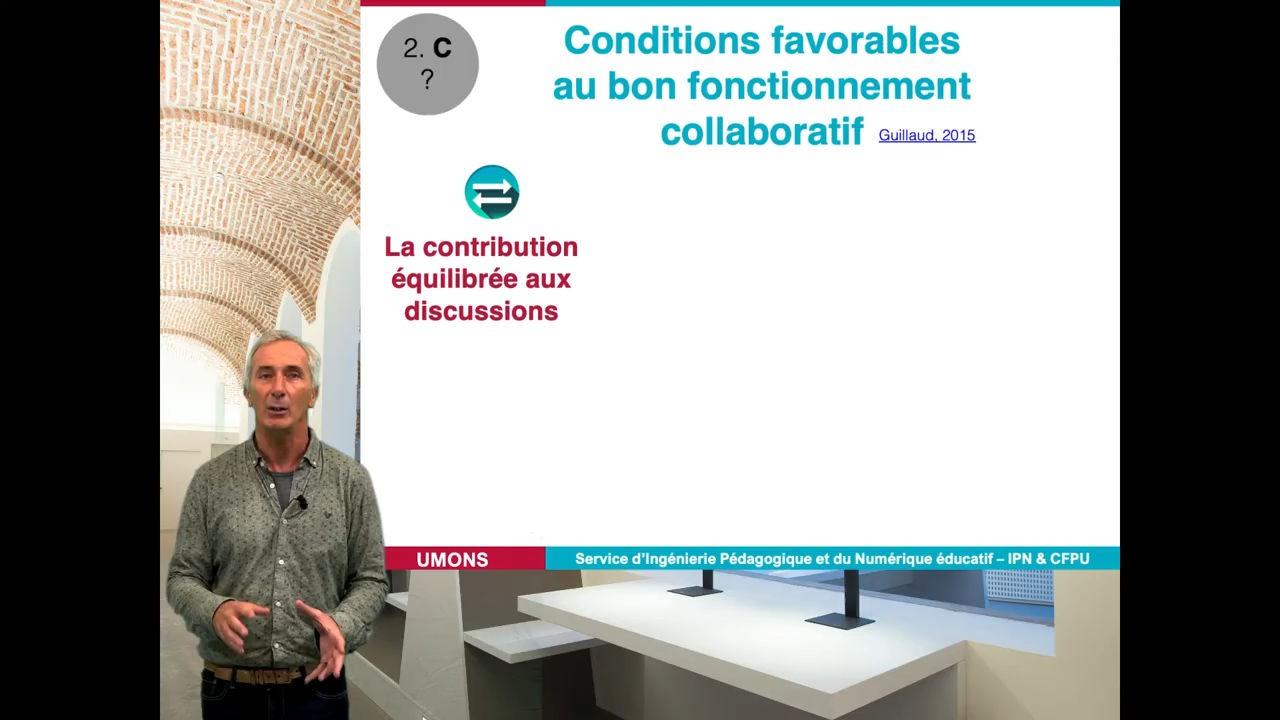 2. C
?
Conditions favorables
au bon fonctionnement
collaboratif Guillaud, 2015
La contribution
équilibrée aux
discussions
UMONS
Service d'Ingénierie Pédagogique et du Numérique éducatif – IPN & CFPU